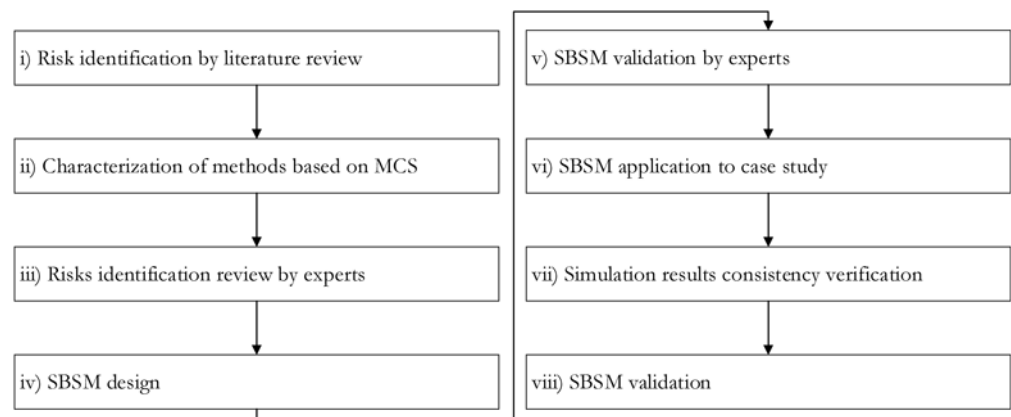 i) Risk identification by literature review
ii) Characterization of methods based on MCS
iii) Risks identification review by experts
iv) SBSM design
v) SBSM validation by experts
vi) SBSM application to case study
vii) Simulation results consistency verification
viii) SBSM validation